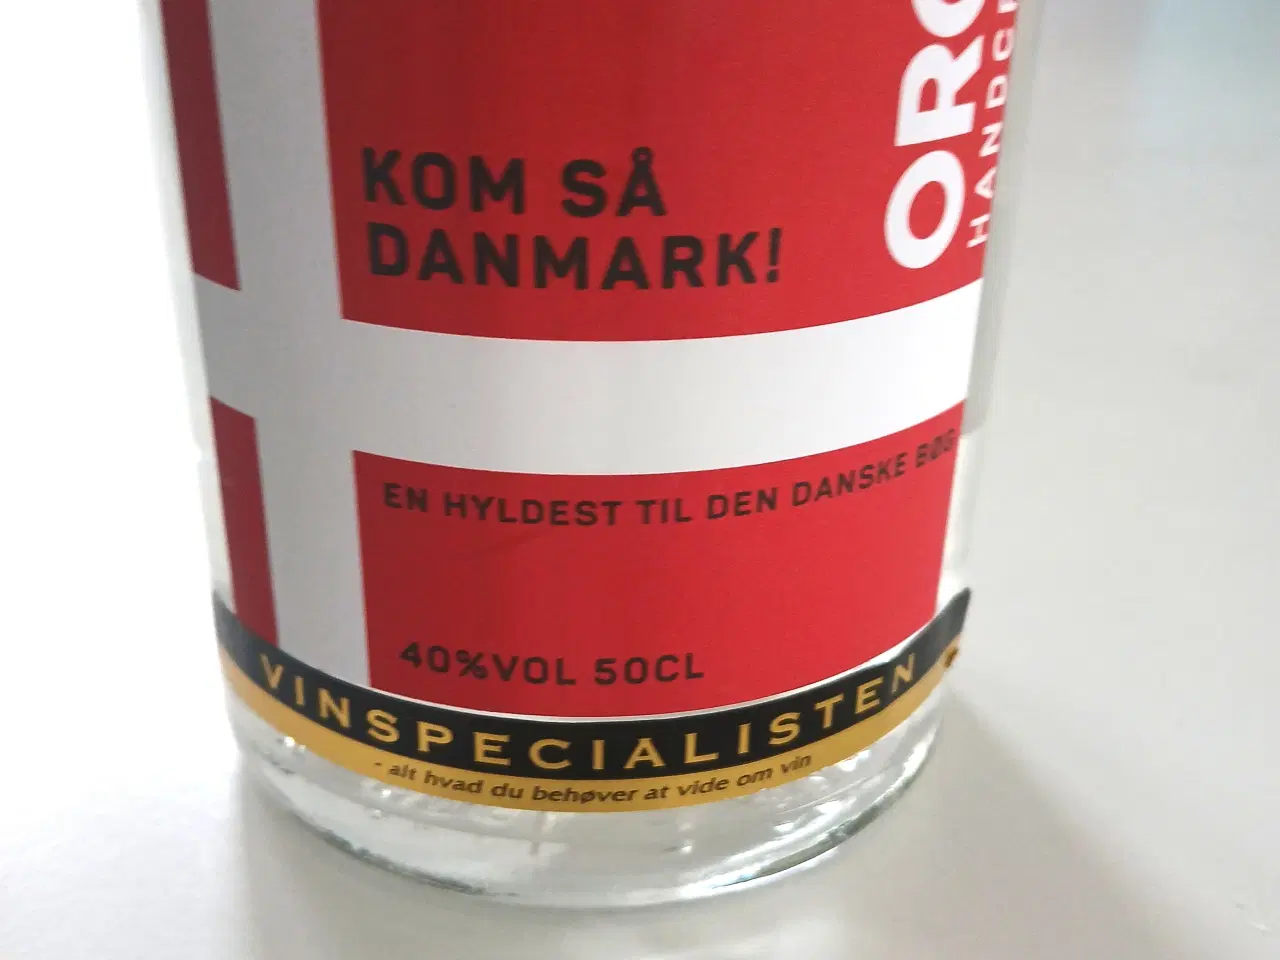 KOM SÅ
DANMARK!
EN HYLDEST TIL DEN DANSKE
40%VOL 50CL
VINSPECIALISTEN
- alt hvad du behøver at vide om vin